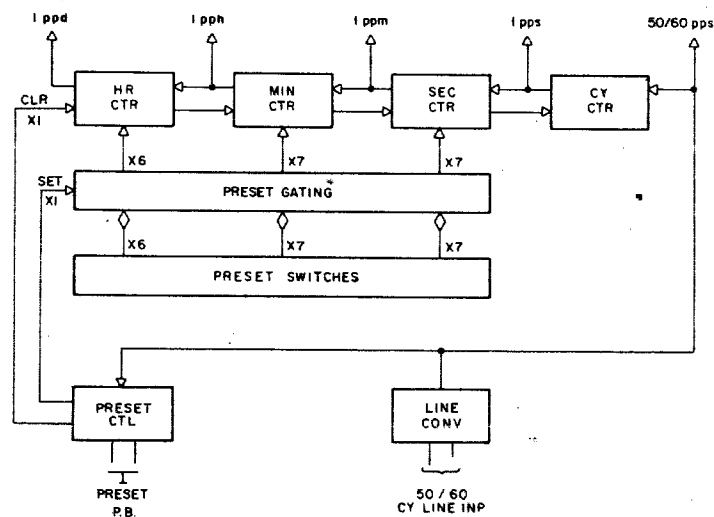 1 ppd
1 pph
1 ppm
1 pps
50/60 pps
CLR
X1
HR
CTR
MIN
CTR
SEC
CTR
CY
CTR
X6
X7
X7
SET
X1
PRESET GATING*
X6
X7
X7
PRESET SWITCHES
PRESET
CTL
LINE
CONV
PRESET
P.B.
50 / 60
CY LINE INP